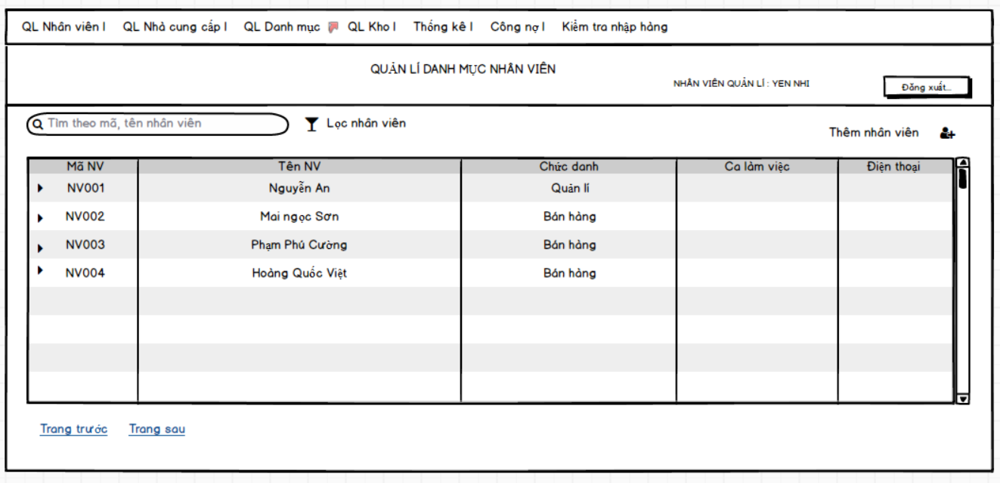 QL Nhân viên I QL Nhà cung cấp I QL Danh mục QL Kho I Thống kê I Công nợ I Kiểm tra nhập hàng
QUẢN LÍ DANH MỤC NHÂN VIÊN
NHÂN VIÊN QUẢN LÍ : YEN NHI
Đăng xuất...
Tìm theo mã, tên nhân viên
Lọc nhân viên
Thêm nhân viên
Mã NV Tên NV Chức danh Ca làm việc Điện thoại
NV001 Nguyễn An Quản lí
NV002 Mai ngọc Sơn Bán hàng
NV003 Phạm Phú Cường Bán hàng
NV004 Hoàng Quốc Việt Bán hàng
Trang trước Trang sau